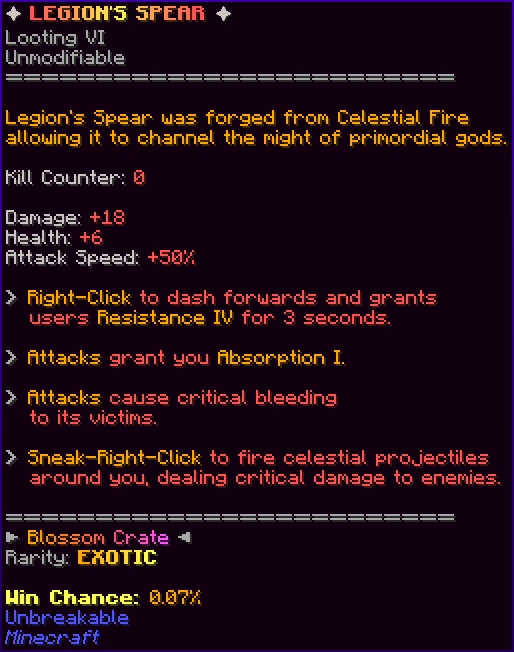 ✦ LEGION'S SPEAR ✦
Looting VI
Unmodifiable
======================================
Legion's Spear was forged from Celestial Fire
allowing it to channel the might of primordial gods.
Kill Counter: 0
Damage: +18
Health: +6
Attack Speed: +50%
> Right-Click to dash forwards and grants
users Resistance IV for 3 seconds.
> Attacks grant you Absorption I.
> Attacks cause critical bleeding
to its victims.
> Sneak-Right-Click to fire celestial projectiles
around you, dealing critical damage to enemies.
======================================
► Blossom Crate ◄
Rarity: EXOTIC
Win Chance: 0.07%
Unbreakable
Minecraft